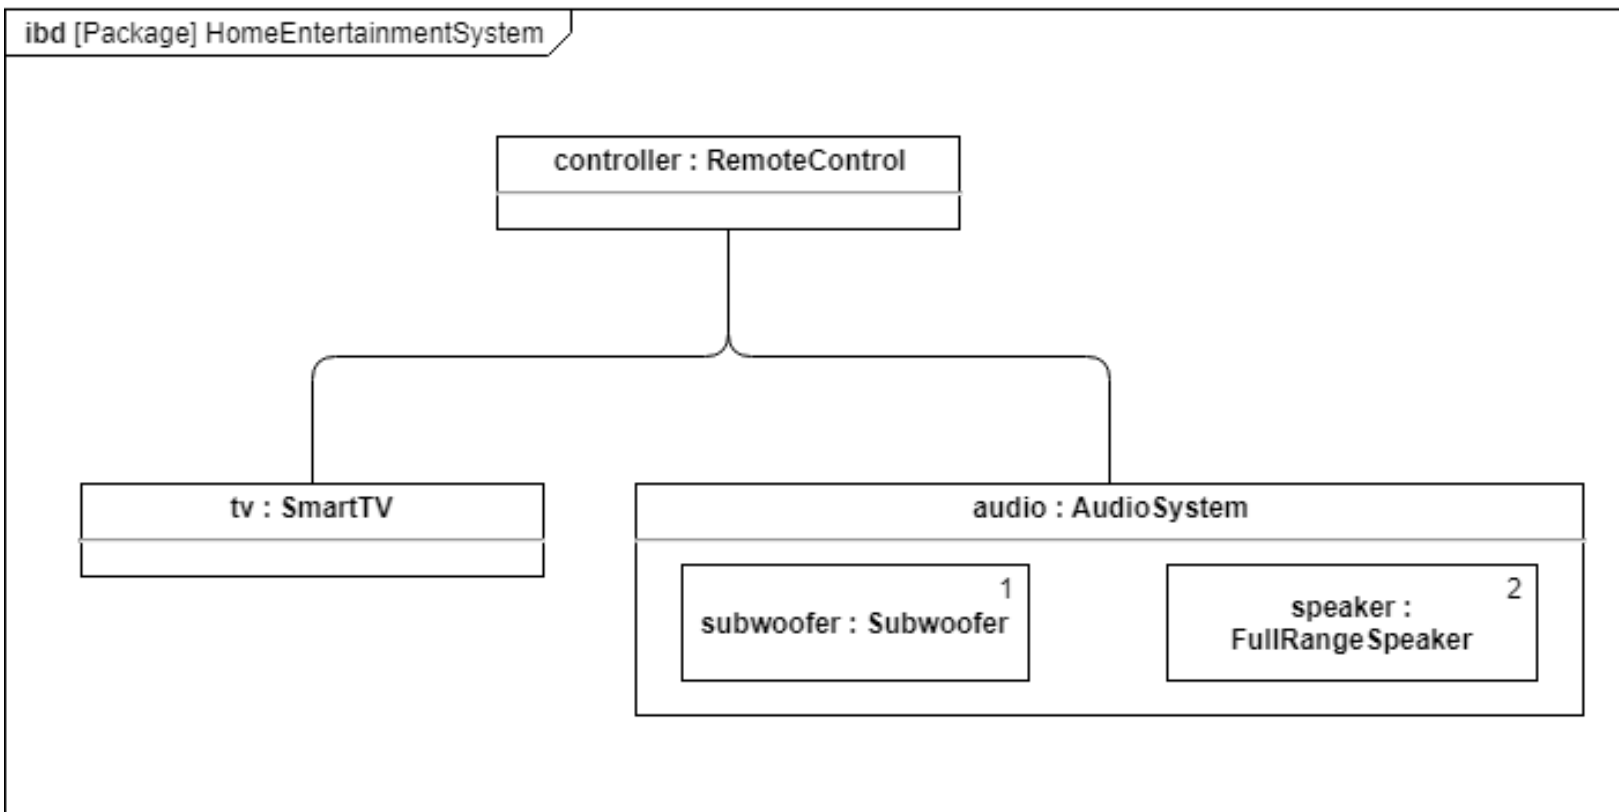 ibd [Package] HomeEntertainmentSystem
controller : RemoteControl
tv : SmartTV
audio : AudioSystem
1
subwoofer : Subwoofer
2
speaker :
FullRangeSpeaker